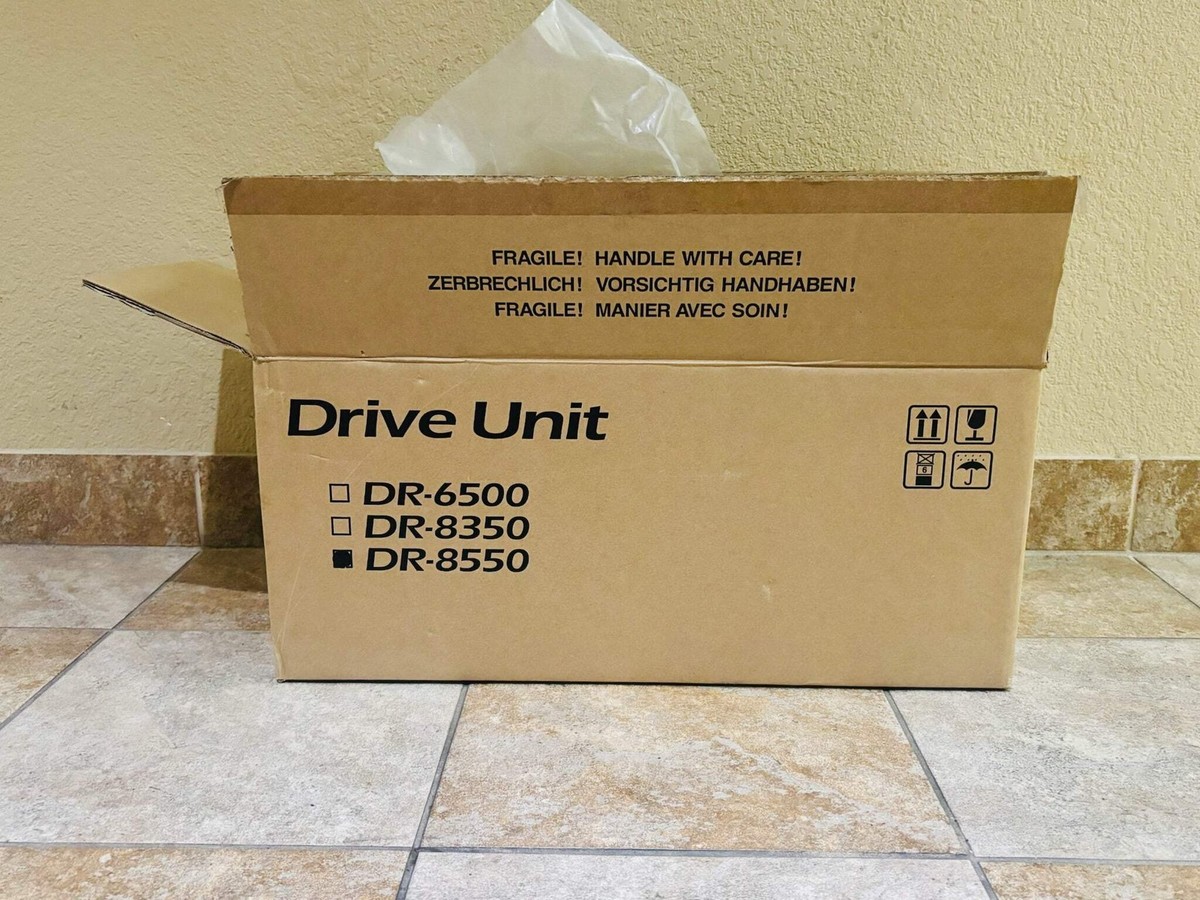 FRAGILE! HANDLE WITH CARE!
ZERBRECHLICH! VORSICHTIG HANDHABEN!
FRAGILE! MANIER AVEC SOIN!
Drive Unit
DR-6500
DR-8350
DR-8550
6